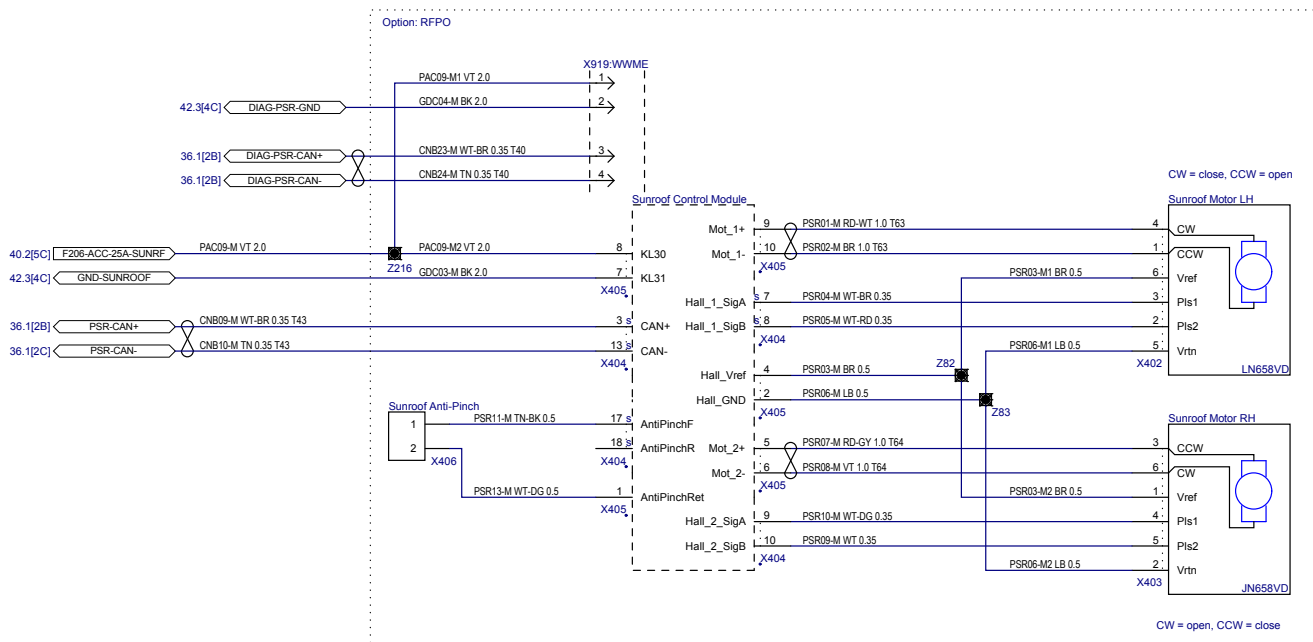 Option: RFPO
X919:WWME
PAC09-M1 VT 2.0
1
42.3[4C]
DIAG-PSR-GND
GDC04-M BK 2.0
2
36.1[2B]
DIAG-PSR-CAN+
CNB23-M WT-BR 0.35 T40
3
36.1[2B]
DIAG-PSR-CAN-
CNB24-M TN 0.35 T40
4
CW = close, CCW = open
Sunroof Control Module
Sunroof Motor LH
9
Mot_1+
PSR01-M RD-WT 1.0 T63
4
CW
40.2[5C]
F206-ACC-25A-SUNRF
PAC09-M VT 2.0
PAC09-M2 VT 2.0
8
KL30
Mot_1-
10
PSR02-M BR 1.0 T63
1
CCW
Z216
X405
42.3[4C]
GND-SUNROOF
GDC03-M BK 2.0
7
KL31
PSR03-M1 BR 0.5
6
Vref
X405
Hall_1_SigA
s
7
PSR04-M WT-BR 0.35
3
Pls1
36.1[2B]
PSR-CAN+
CNB09-M WT-BR 0.35 T43
3
s
CAN+
Hall_1_SigB
s
8
PSR05-M WT-RD 0.35
2
Pls2
X404
36.1[2C]
PSR-CAN-
CNB10-M TN 0.35 T43
13
s
CAN-
PSR06-M1 LB 0.5
5
Vrtn
X404
Z82
X402
LN658VD
Hall_Vref
4
PSR03-M BR 0.5
Hall_GND
2
PSR06-M LB 0.5
Z83
X405
Sunroof Anti-Pinch
Sunroof Motor RH
1
PSR11-M TN-BK 0.5
17
s
AntiPinchF
2
X406
18
s
AntiPinchR
X404
Mot_2+
5
PSR07-M RD-GY 1.0 T64
3
CCW
Mot_2-
6
PSR08-M VT 1.0 T64
6
CW
X405
PSR13-M WT-DG 0.5
1
AntiPinchRet
X405
PSR03-M2 BR 0.5
1
Vref
Hall_2_SigA
9
PSR10-M WT-DG 0.35
4
Pls1
Hall_2_SigB
10
PSR09-M WT 0.35
5
Pls2
X404
PSR06-M2 LB 0.5
2
Vrtn
X403
JN658VD
CW = open, CCW = close